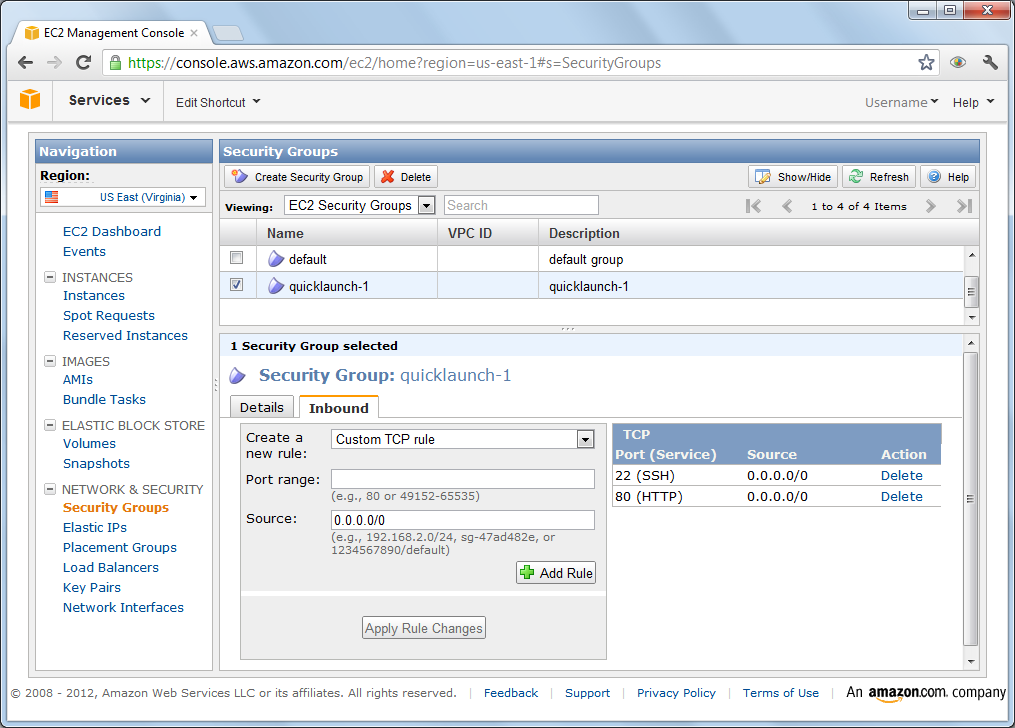 EC2 Management Console
https://console.aws.amazon.com/ec2/home?region=us-east-1#s=SecurityGroups
Services Edit Shortcut Username Help
Navigation
Region:
US East (Virginia)
EC2 Dashboard
Events
INSTANCES
Instances
Spot Requests
Reserved Instances
IMAGES
AMIs
Bundle Tasks
ELASTIC BLOCK STORE
Volumes
Snapshots
NETWORK & SECURITY
Security Groups
Elastic IPs
Placement Groups
Load Balancers
Key Pairs
Network Interfaces
Security Groups
Create Security Group Delete Show/Hide Refresh Help
Viewing: EC2 Security Groups Search 1 to 4 of 4 Items
Name VPC ID Description
default default group
quicklaunch-1 quicklaunch-1
1 Security Group selected
Security Group: quicklaunch-1
Details Inbound
Create a
new rule:
Custom TCP rule
Port range:
(e.g., 80 or 49152-65535)
Source: 0.0.0.0/0
(e.g., 192.168.2.0/24, sg-47ad482e, or
1234567890/default)
Add Rule
Apply Rule Changes
TCP
Port (Service) Source Action
22 (SSH) 0.0.0.0/0 Delete
80 (HTTP) 0.0.0.0/0 Delete
© 2008 - 2012, Amazon Web Services LLC or its affiliates. All rights reserved. | Feedback | Support | Privacy Policy | Terms of Use | An amazon.com. company